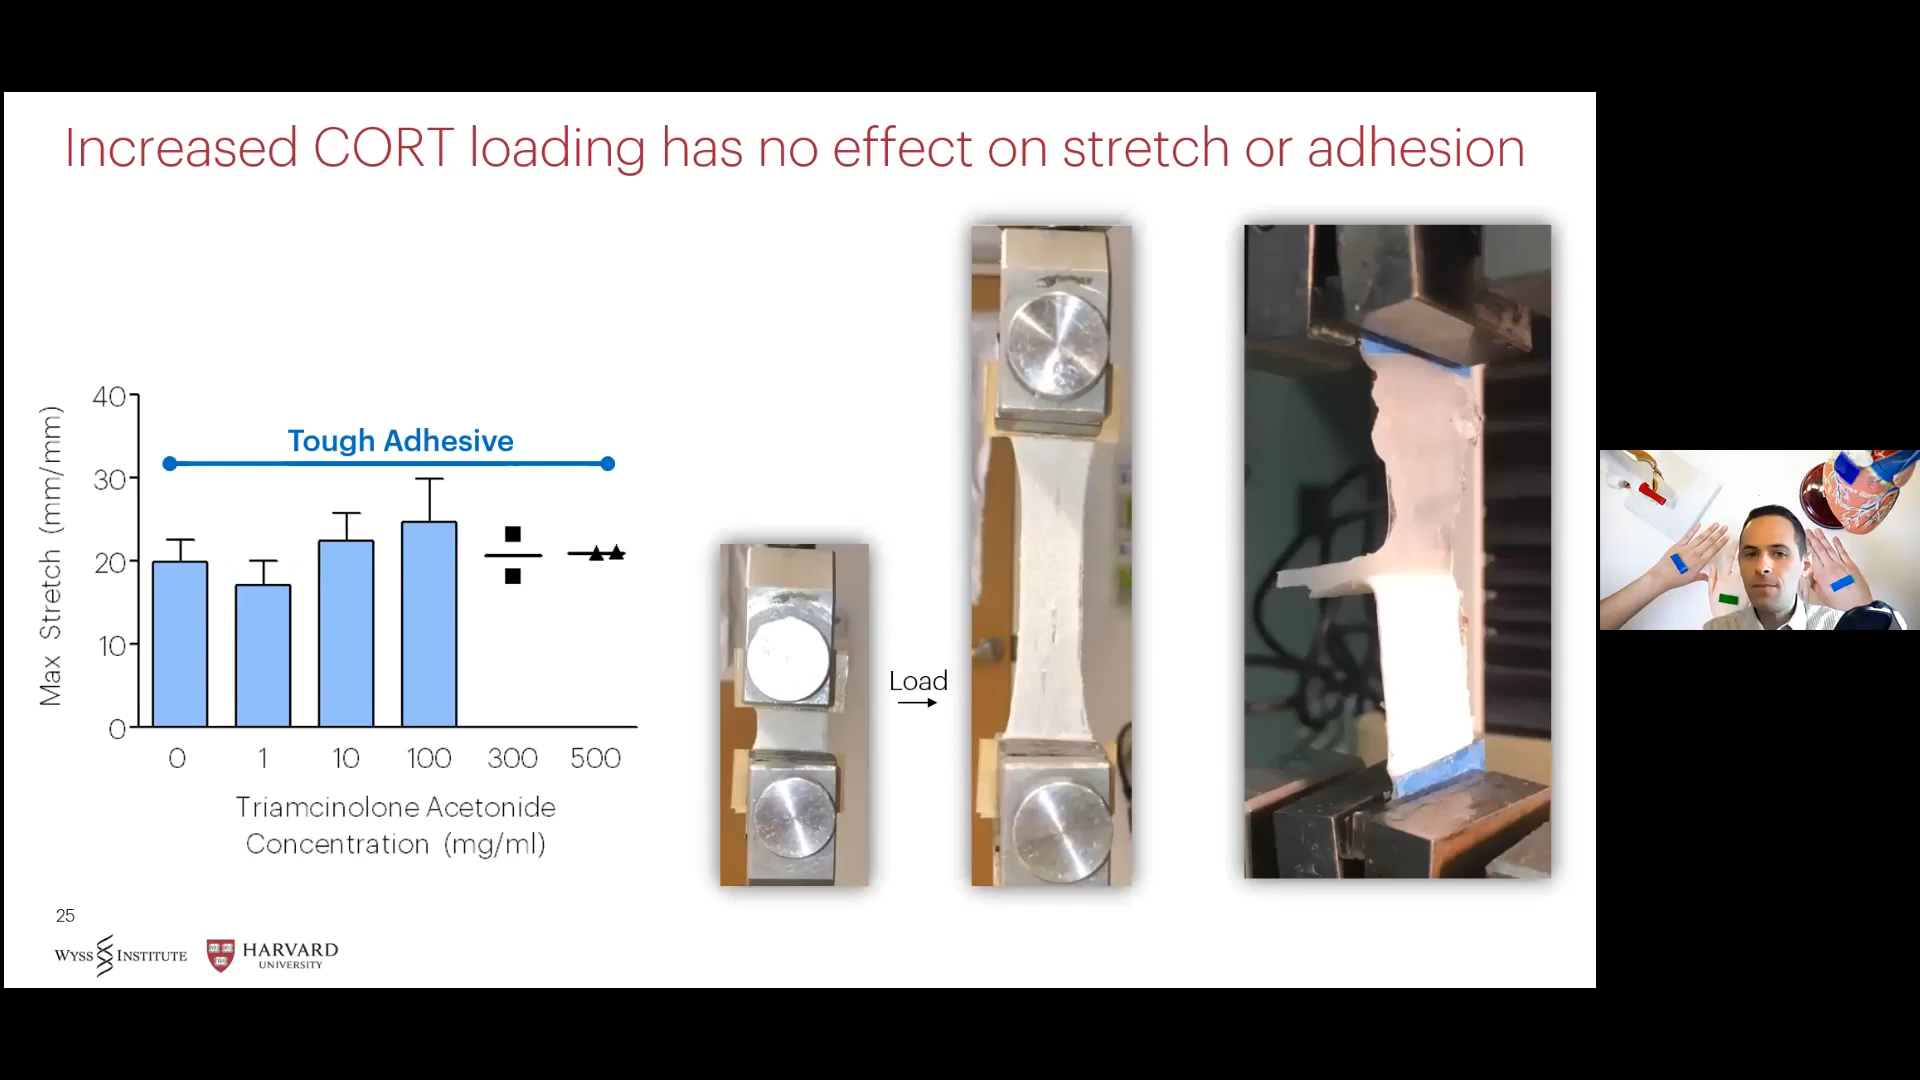 Increased CORT loading has no effect on stretch or adhesion
Max Stretch (mm/mm)
40
30
20
10
0
Tough Adhesive
0 1 10 100 300 500
Triamcinolone Acetonide
Concentration (mg/ml)
Load
25
WYSS INSTITUTE
HARVARD
UNIVERSITY